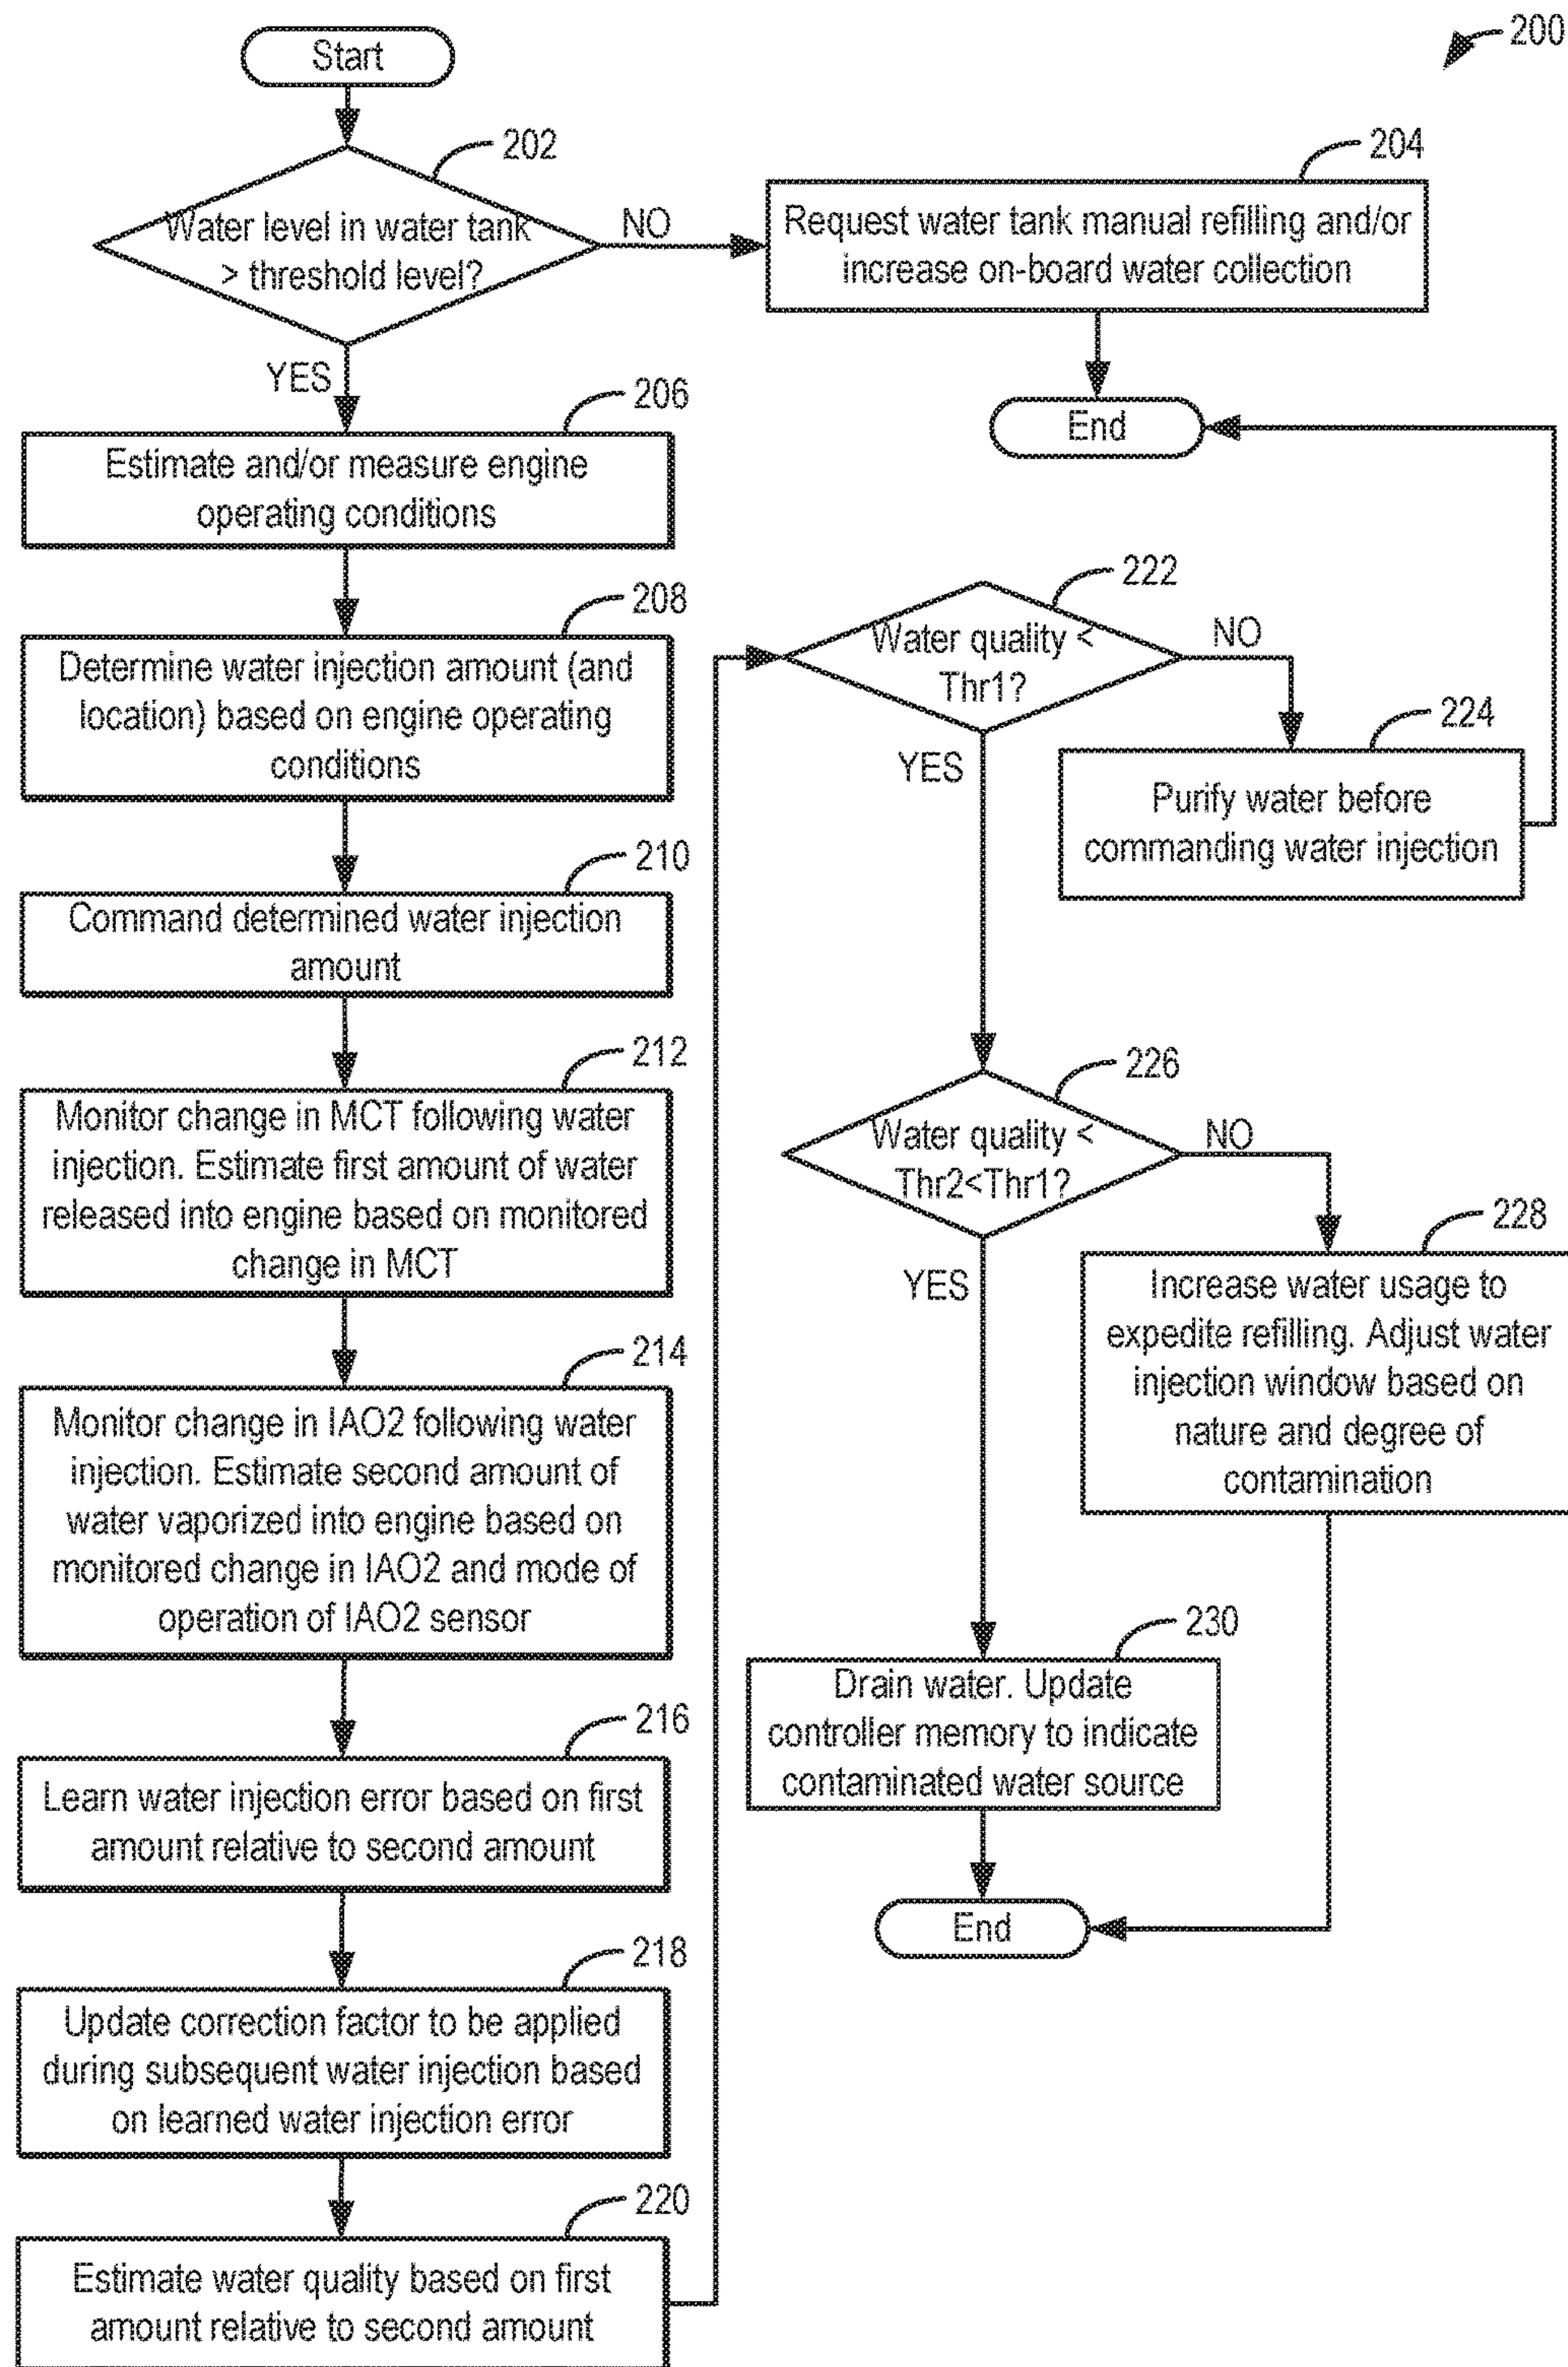 200
Start
202
Water level in water tank
> threshold level?
NO
YES
204
Request water tank manual refilling and/or
increase on-board water collection
End
206
Estimate and/or measure engine
operating conditions
208
Determine water injection amount (and
location) based on engine operating
conditions
210
Command determined water injection
amount
212
Monitor change in MCT following water
injection. Estimate first amount of water
released into engine based on monitored
change in MCT
214
Monitor change in IAO2 following water
injection. Estimate second amount of
water vaporized into engine based on
monitored change in IAO2 and mode of
operation of IAO2 sensor
216
Learn water injection error based on first
amount relative to second amount
218
Update correction factor to be applied
during subsequent water injection based
on learned water injection error
220
Estimate water quality based on first
amount relative to second amount
222
Water quality <
Thr1?
NO
YES
224
Purify water before
commanding water injection
226
Water quality <
Thr2<Thr1?
NO
YES
228
Increase water usage to
expedite refilling. Adjust water
injection window based on
nature and degree of
contamination
230
Drain water. Update
controller memory to indicate
contaminated water source
End